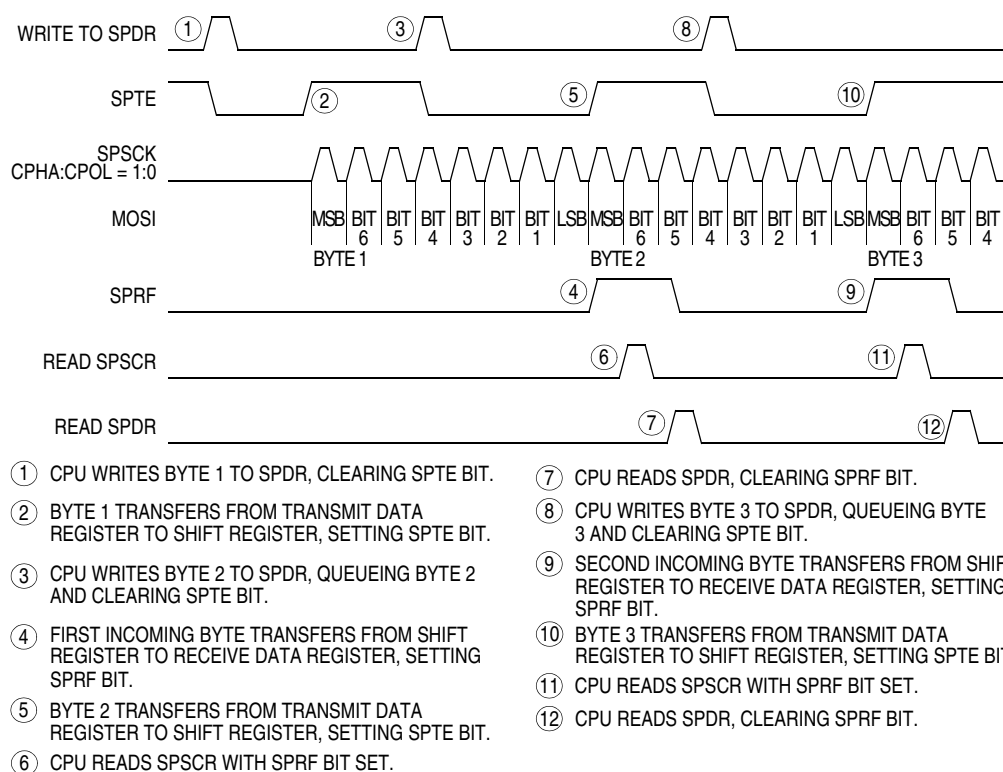 WRITE TO SPDR
1
3
8
SPTE
2
5
10
SPSCK
CPHA:CPOL = 1:0
MOSI
MSB BIT BIT BIT BIT BIT BIT LSB MSB BIT BIT BIT BIT BIT BIT LSB MSB BIT BIT BIT
6 5 4 3 2 1 6 5 4 3 2 1 6 5 4
BYTE 1 BYTE 2 BYTE 3
SPRF
4
9
READ SPSCR
6
11
READ SPDR
7
12
1 CPU WRITES BYTE 1 TO SPDR, CLEARING SPTE BIT.
2 BYTE 1 TRANSFERS FROM TRANSMIT DATA
REGISTER TO SHIFT REGISTER, SETTING SPTE BIT.
3 CPU WRITES BYTE 2 TO SPDR, QUEUEING BYTE 2
AND CLEARING SPTE BIT.
4 FIRST INCOMING BYTE TRANSFERS FROM SHIFT
REGISTER TO RECEIVE DATA REGISTER, SETTING
SPRF BIT.
5 BYTE 2 TRANSFERS FROM TRANSMIT DATA
REGISTER TO SHIFT REGISTER, SETTING SPTE BIT.
6 CPU READS SPSCR WITH SPRF BIT SET.
7 CPU READS SPDR, CLEARING SPRF BIT.
8 CPU WRITES BYTE 3 TO SPDR, QUEUEING BYTE
3 AND CLEARING SPTE BIT.
9 SECOND INCOMING BYTE TRANSFERS FROM SHIF
REGISTER TO RECEIVE DATA REGISTER, SETTING
SPRF BIT.
10 BYTE 3 TRANSFERS FROM TRANSMIT DATA
REGISTER TO SHIFT REGISTER, SETTING SPTE BIT
11 CPU READS SPSCR WITH SPRF BIT SET.
12 CPU READS SPDR, CLEARING SPRF BIT.